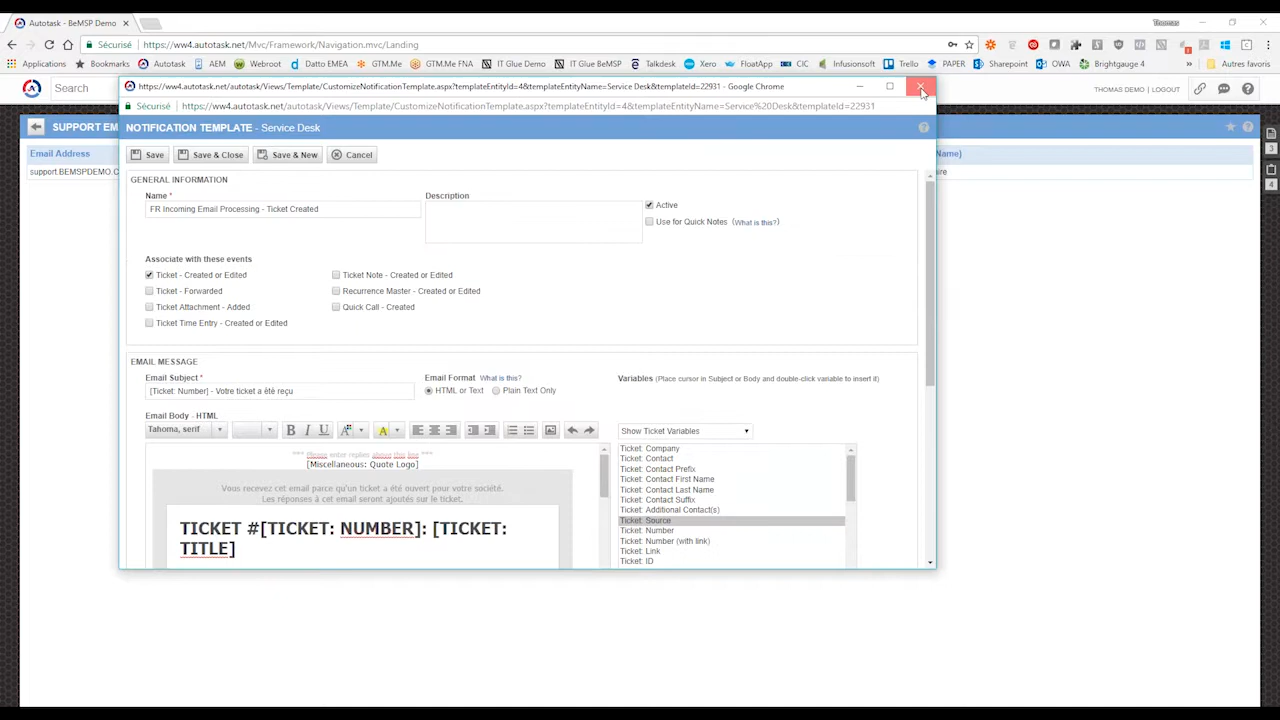 Autotask - BeMSP Demo
Thomas
Sécurisé https://ww4.autotask.net/Mvc/Framework/Navigation.mvc/Landing
Applications Bookmarks Autotask AEM Webroot Datto EMEA GTM.Me GTM.Me FNA IT Glue Demo IT Glue BeMSP Talkdesk Xero FloatApp CIC Infusionsoft Trello PAPER Sharepoint OWA Brightgauge 4 » Autres favoris
Search
https://ww4.autotask.net/autotask/Views/Template/CustomizeNotificationTemplate.aspx?templateEntityId=4&templateEntityName=Service Desk&templateId=22931 - Google Chrome
THOMAS DEMO | LOGOUT
Sécurisé https://ww4.autotask.net/autotask/Views/Template/CustomizeNotificationTemplate.aspx?templateEntityId=4&templateEntityName=Service%20Desk&templateId=22931
SUPPORT EM
NOTIFICATION TEMPLATE - Service Desk
Email Address
Name)
3
Save Save & Close Save & New Cancel
support.BEMSPDEMO.C
ire
4
GENERAL INFORMATION
Name *
Description
FR Incoming Email Processing - Ticket Created
Active
Use for Quick Notes (What is this?)
Associate with these events
Ticket - Created or Edited
Ticket Note - Created or Edited
Ticket - Forwarded
Recurrence Master - Created or Edited
Ticket Attachment - Added
Quick Call - Created
Ticket Time Entry - Created or Edited
EMAIL MESSAGE
Email Subject *
Email Format What is this?
Variables (Place cursor in Subject or Body and double-click variable to insert it)
[Ticket: Number] - Votre ticket a été reçu
HTML or Text Plain Text Only
Email Body - HTML
Tahoma, serif
B I U A A
Show Ticket Variables
*** Please enter replies above this line ***
[Miscellaneous: Quote Logo]
Vous recevez cet email parce qu'un ticket a été ouvert pour votre société.
Les réponses à cet email seront ajoutés sur le ticket.
TICKET #[TICKET: NUMBER]: [TICKET:
TITLE]
Ticket: Company
Ticket: Contact
Ticket: Contact Prefix
Ticket: Contact First Name
Ticket: Contact Last Name
Ticket: Contact Suffix
Ticket: Additional Contact(s)
Ticket: Source
Ticket: Number
Ticket: Number (with link)
Ticket: Link
Ticket: ID